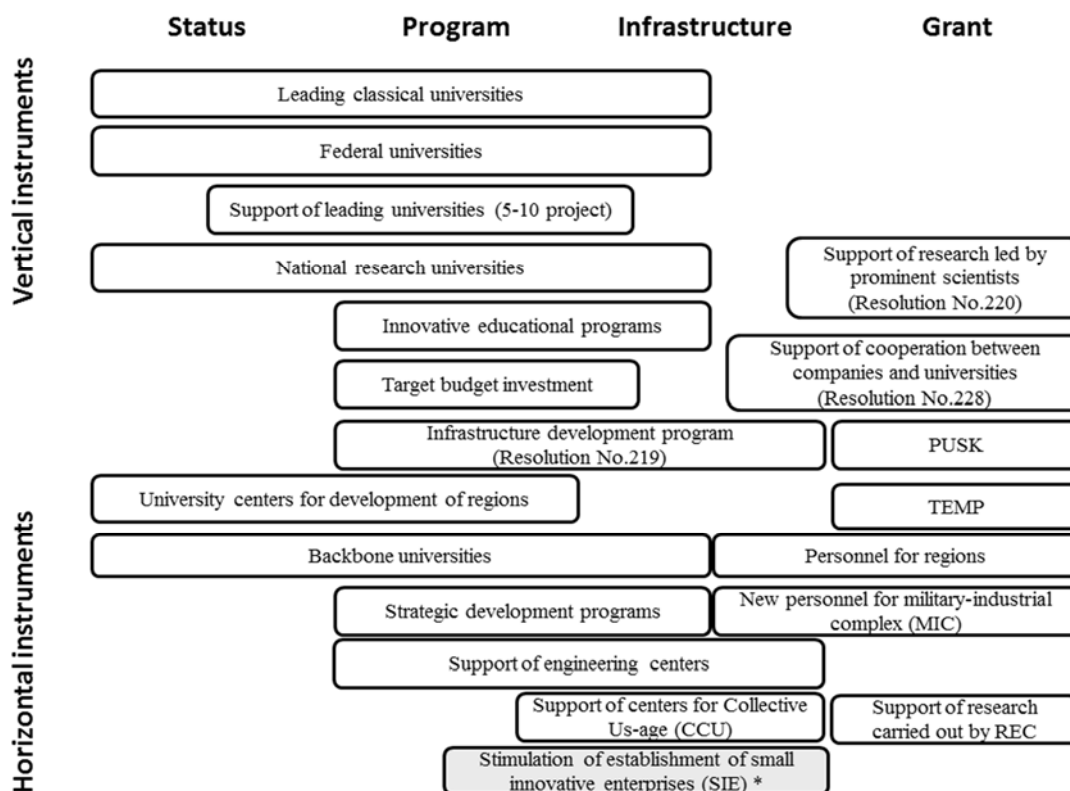 Status Program Infrastructure Grant
Vertical instruments
Leading classical universities
Federal universities
Support of leading universities (5-10 project)
National research universities
Support of research led by
prominent scientists
(Resolution No.220)
Innovative educational programs
Support of cooperation between
companies and universities
(Resolution No.228)
Target budget investment
Infrastructure development program
(Resolution No.219)
PUSK
Horizontal instruments
University centers for development of regions
TEMP
Backbone universities
Personnel for regions
Strategic development programs
New personnel for military-industrial
complex (MIC)
Support of engineering centers
Support of centers for Collective
Us-age (CCU)
Support of research
carried out by REC
Stimulation of establishment of small
innovative enterprises (SIE) *